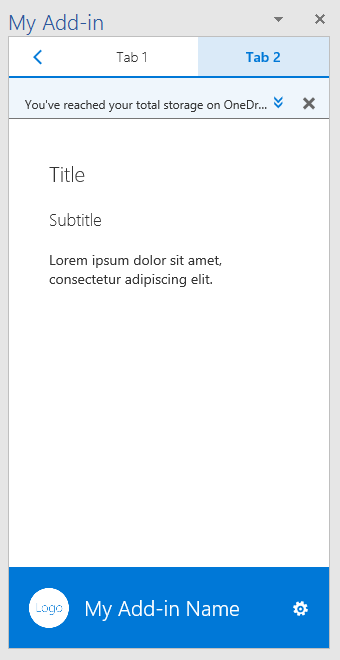 My Add-in
Tab 1
Tab 2
You've reached your total storage on OneDr...
Title
Subtitle
Lorem ipsum dolor sit amet,
consectetur adipiscing elit.
Logo
My Add-in Name